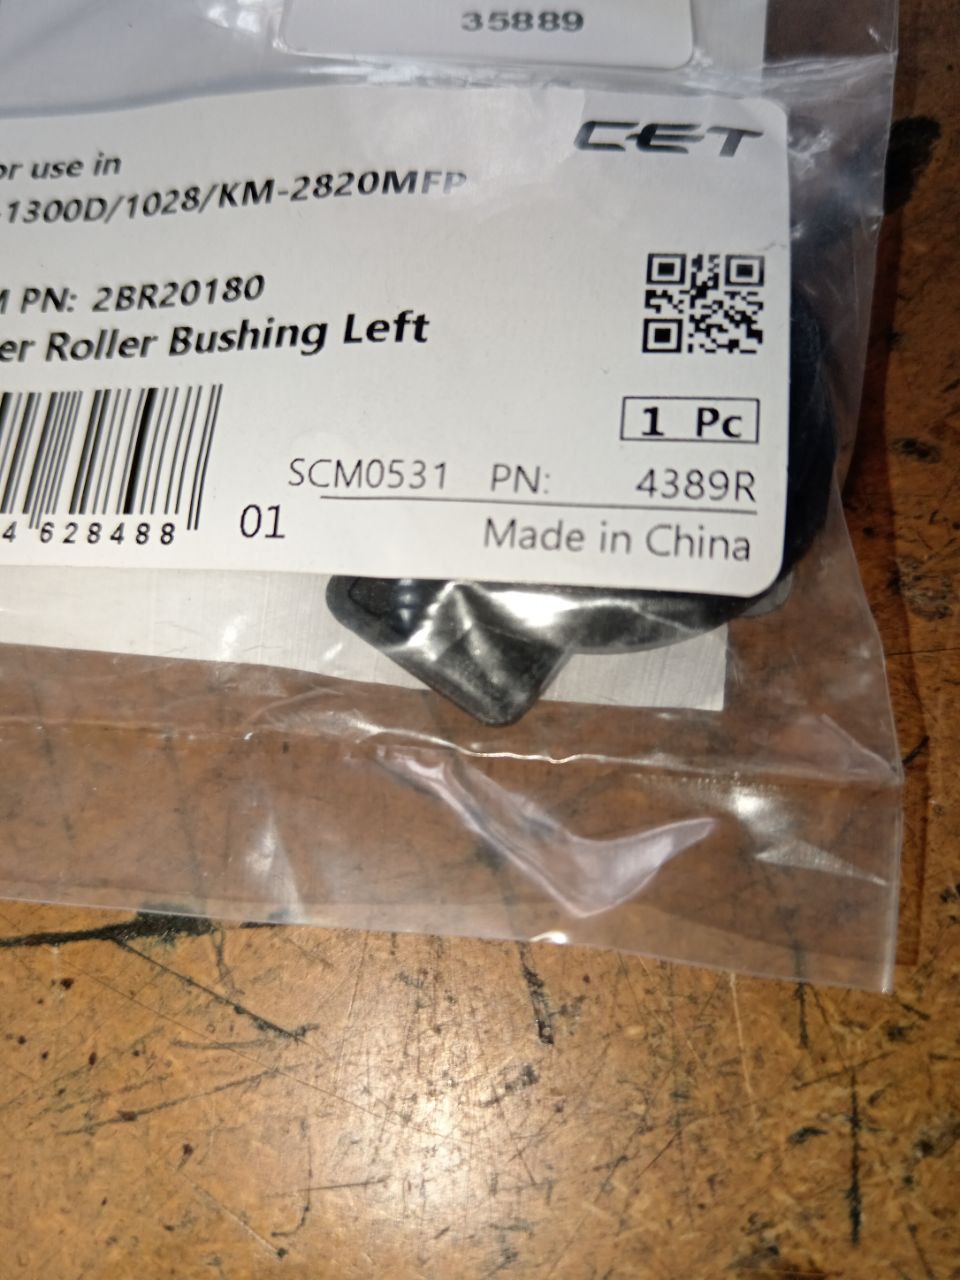 35889
CET
or use in
-1300D/1028/KM-2820MFP
PN: 2BR20180
er Roller Bushing Left
1 Pc
SCM0531 PN: 4389R
4 628488 01
Made in China